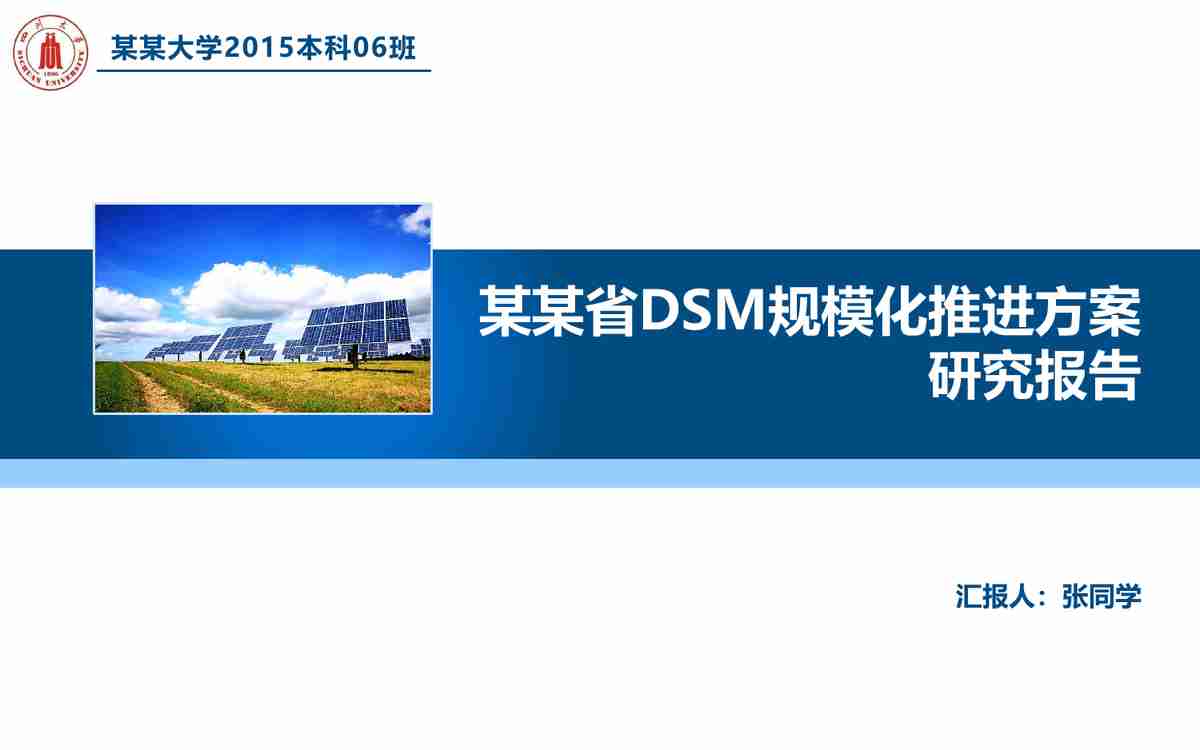 四川大学
1896
SICHUAN UNIVERSITY
某某大学2015本科06班
某某省DSM规模化推进方案
研究报告
汇报人：张同学